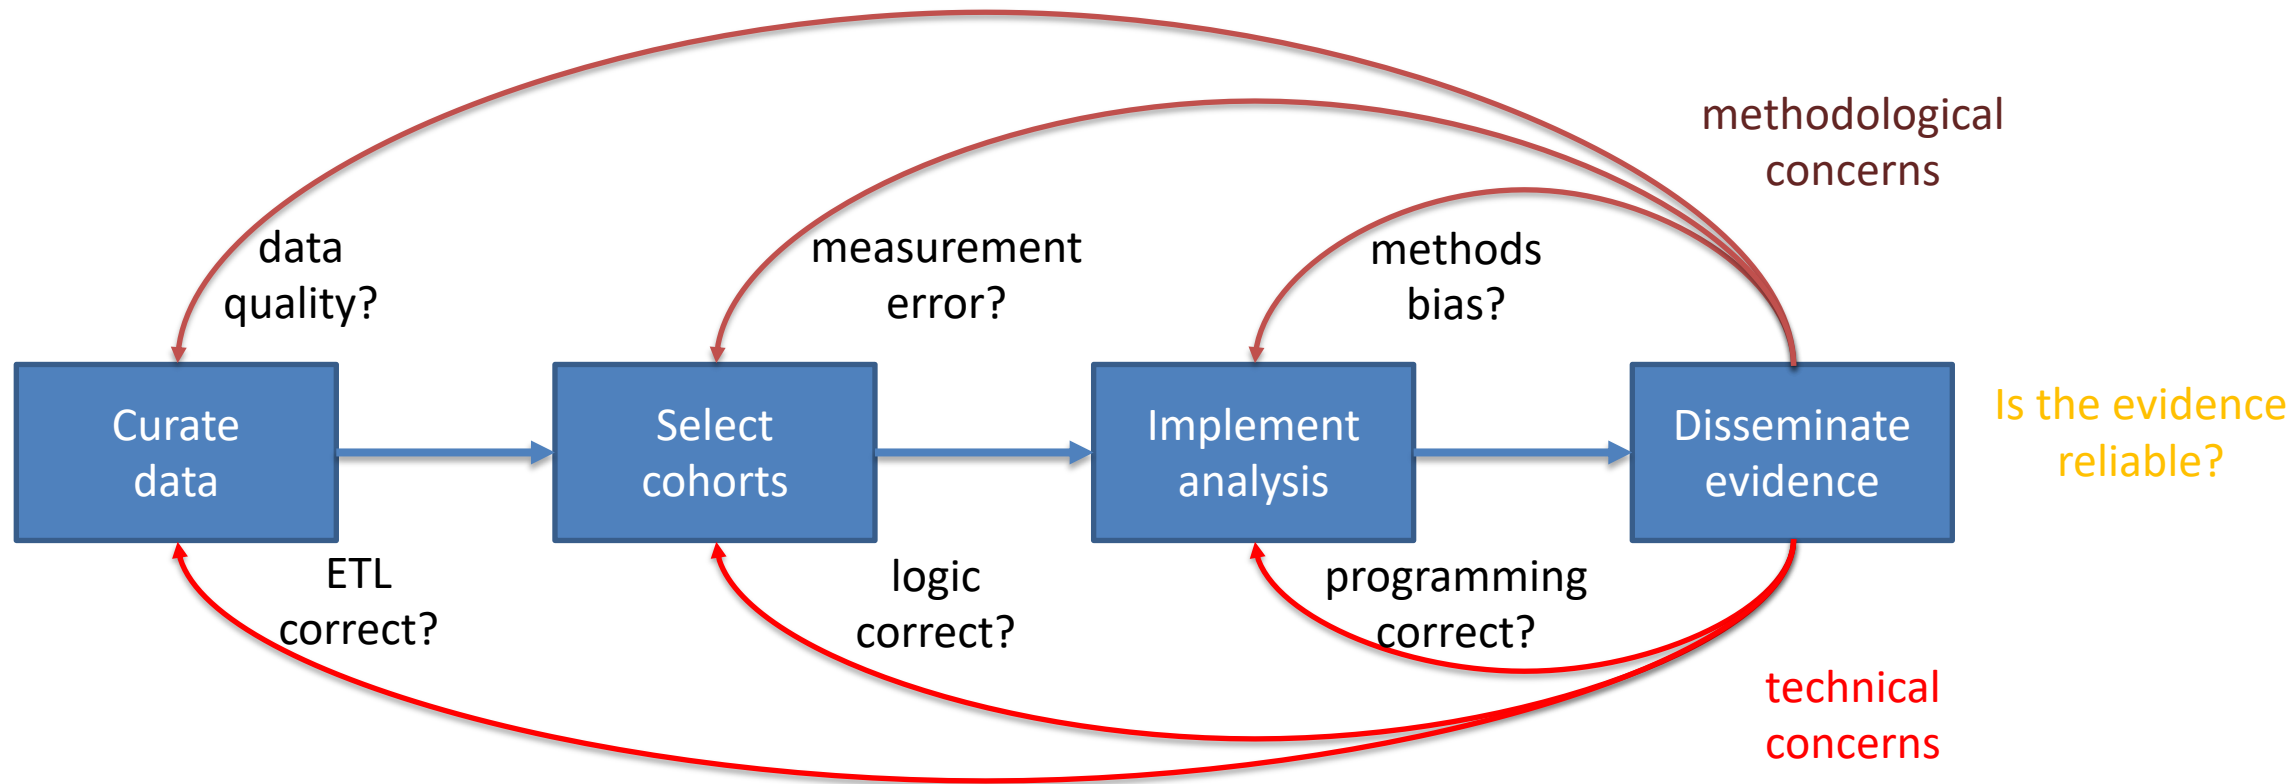 methodological
concerns
data
quality?
measurement
error?
methods
bias?
Curate
data
Select
cohorts
Implement
analysis
Disseminate
evidence
Is the evidence
reliable?
ETL
correct?
logic
correct?
programming
correct?
technical
concerns